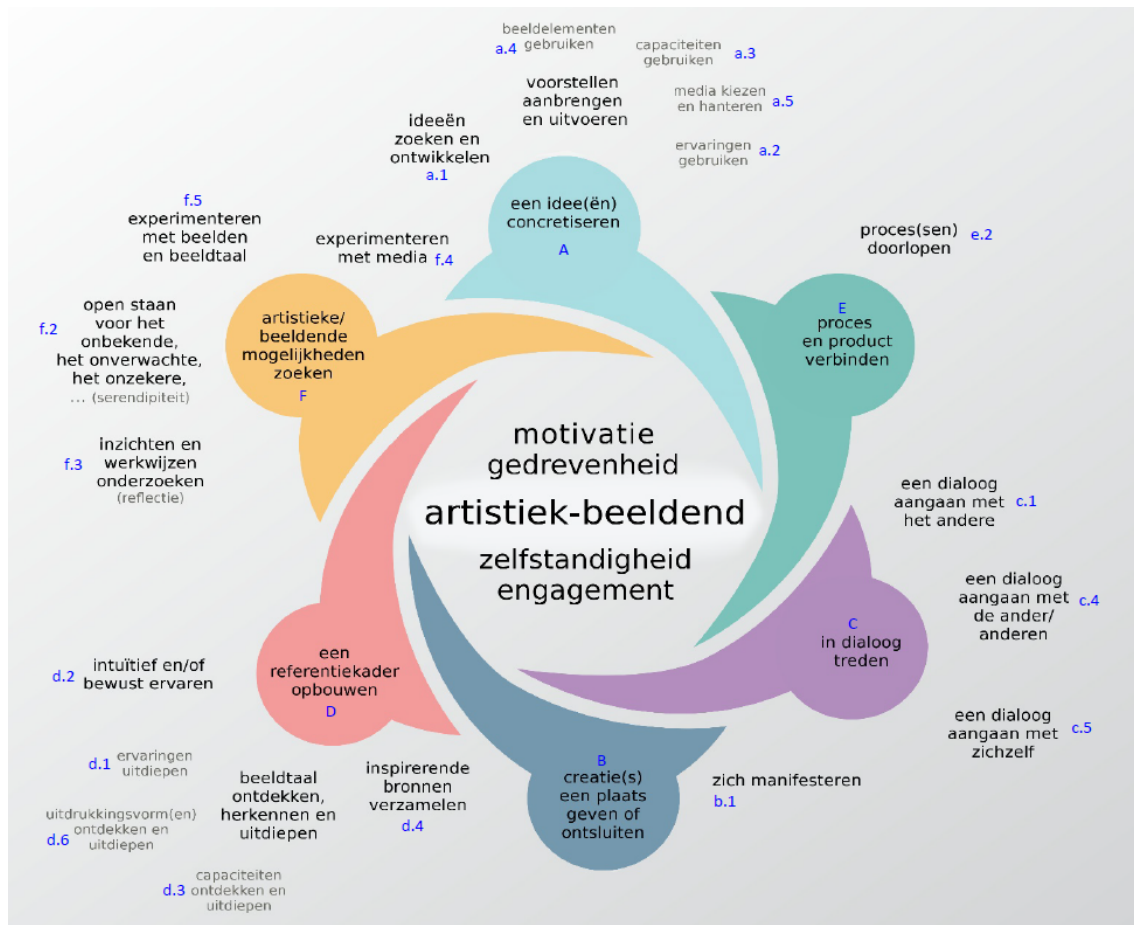 beeldelementen
a.4 gebruiken
capaciteiten
gebruiken a.3
voorstellen
aanbrengen
en uitvoeren
media kiezen
en hanteren a.5
ervaringen
gebruiken a.2
ideeën
zoeken en
ontwikkelen
a.1
een idee(ën)
concretiseren
A
f.5
experimenteren
met beelden
en beeldtaal
experimenteren
met media f.4
proces(sen)
doorlopen e.2
f.2 open staan
voor het
onbekende,
het onverwachte,
het onzekere,
... (serendipiteit)
artistieke/
beeldende
mogelijkheden
zoeken
F
E
proces
en product
verbinden
f.3 inzichten en
werkwijzen
onderzoeken
(reflectie)
motivatie
gedrevenheid
artistiek-beeldend
zelfstandigheid
engagement
een dialoog
aangaan met
het andere c.1
een dialoog
aangaan met
de ander/
anderen c.4
C
in dialoog
treden
een dialoog
aangaan met
zichzelf c.5
d.2 intuïtief en/of
bewust ervaren
een
referentiekader
opbouwen
D
d.1 ervaringen
uitdiepen
beeldtaal
ontdekken,
herkennen en
uitdiepen
inspirerende
bronnen
verzamelen
d.4
uitdrukkingsvorm(en)
ontdekken en
d.6 uitdiepen
capaciteiten
d.3 ontdekken en
uitdiepen
B
creatie(s)
een plaats
geven of
ontsluiten
zich manifesteren
b.1